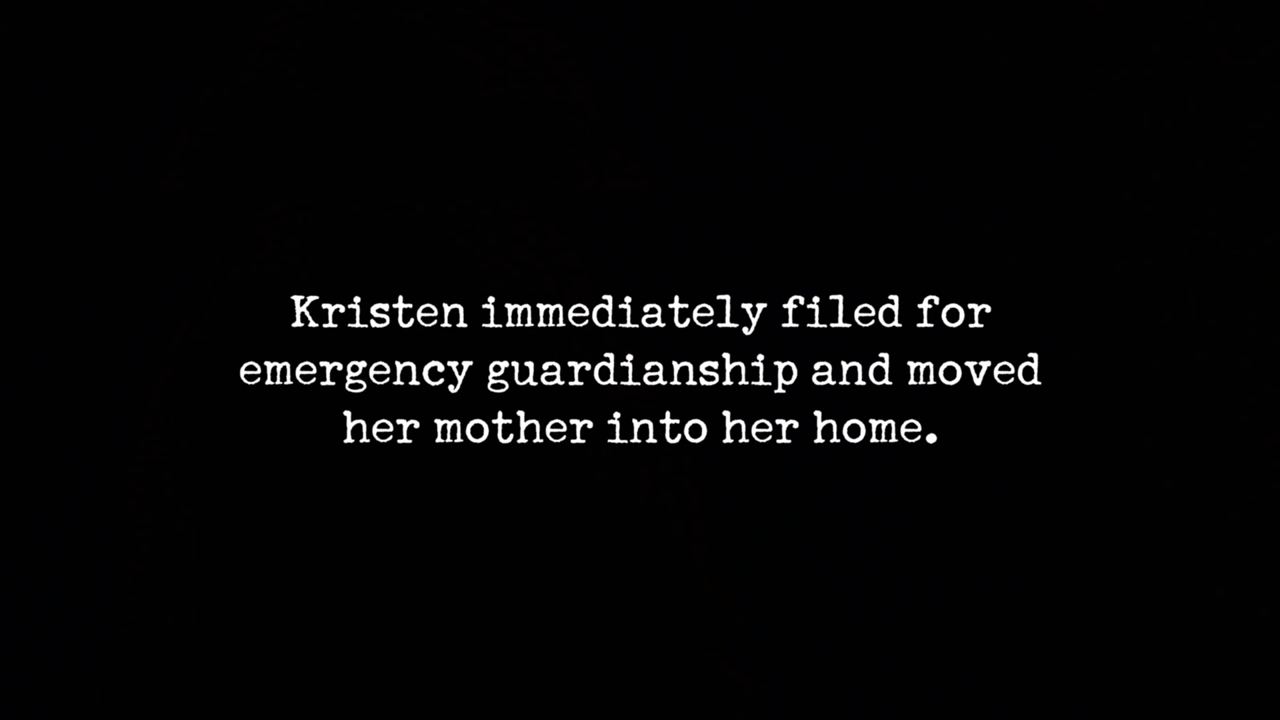 Kristen immediately filed for
emergency guardianship and moved
her mother into her home.